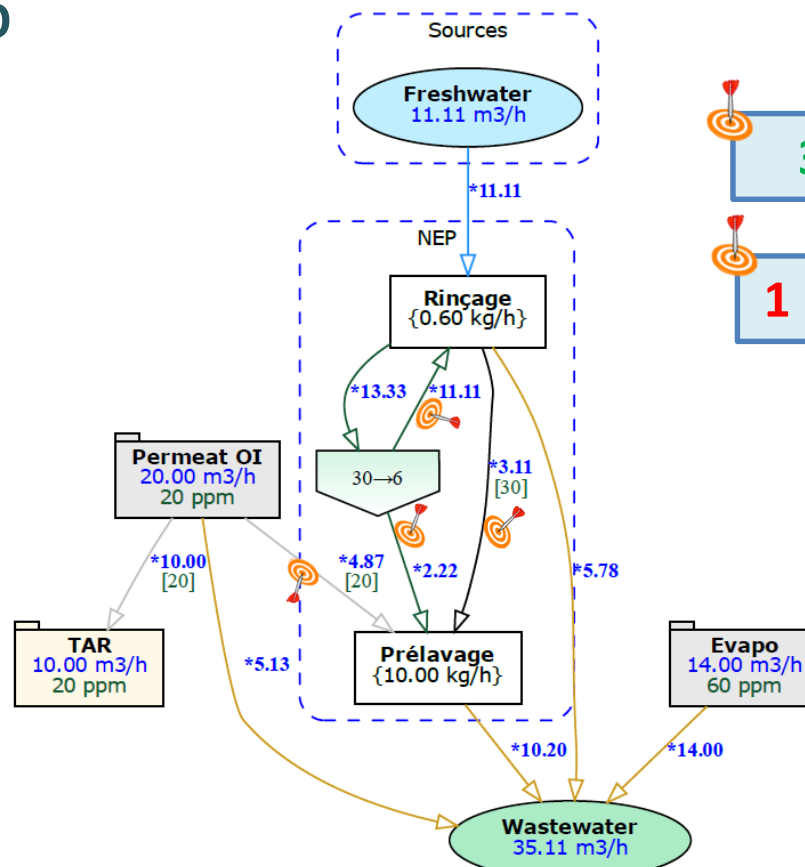 Sources
Freshwater
11.11 m3/h
*11.11
NEP
Rinçage
{0.60 kg/h}
*13.33
*11.11
Permeat OI
20.00 m3/h
20 ppm
30→6
*3.11
[30]
*10.00
[20]
*4.87
[20]
*2.22
*5.78
TAR
10.00 m3/h
20 ppm
*5.13
Prélavage
{10.00 kg/h}
Evapo
14.00 m3/h
60 ppm
*10.20
*14.00
Wastewater
35.11 m3/h
1